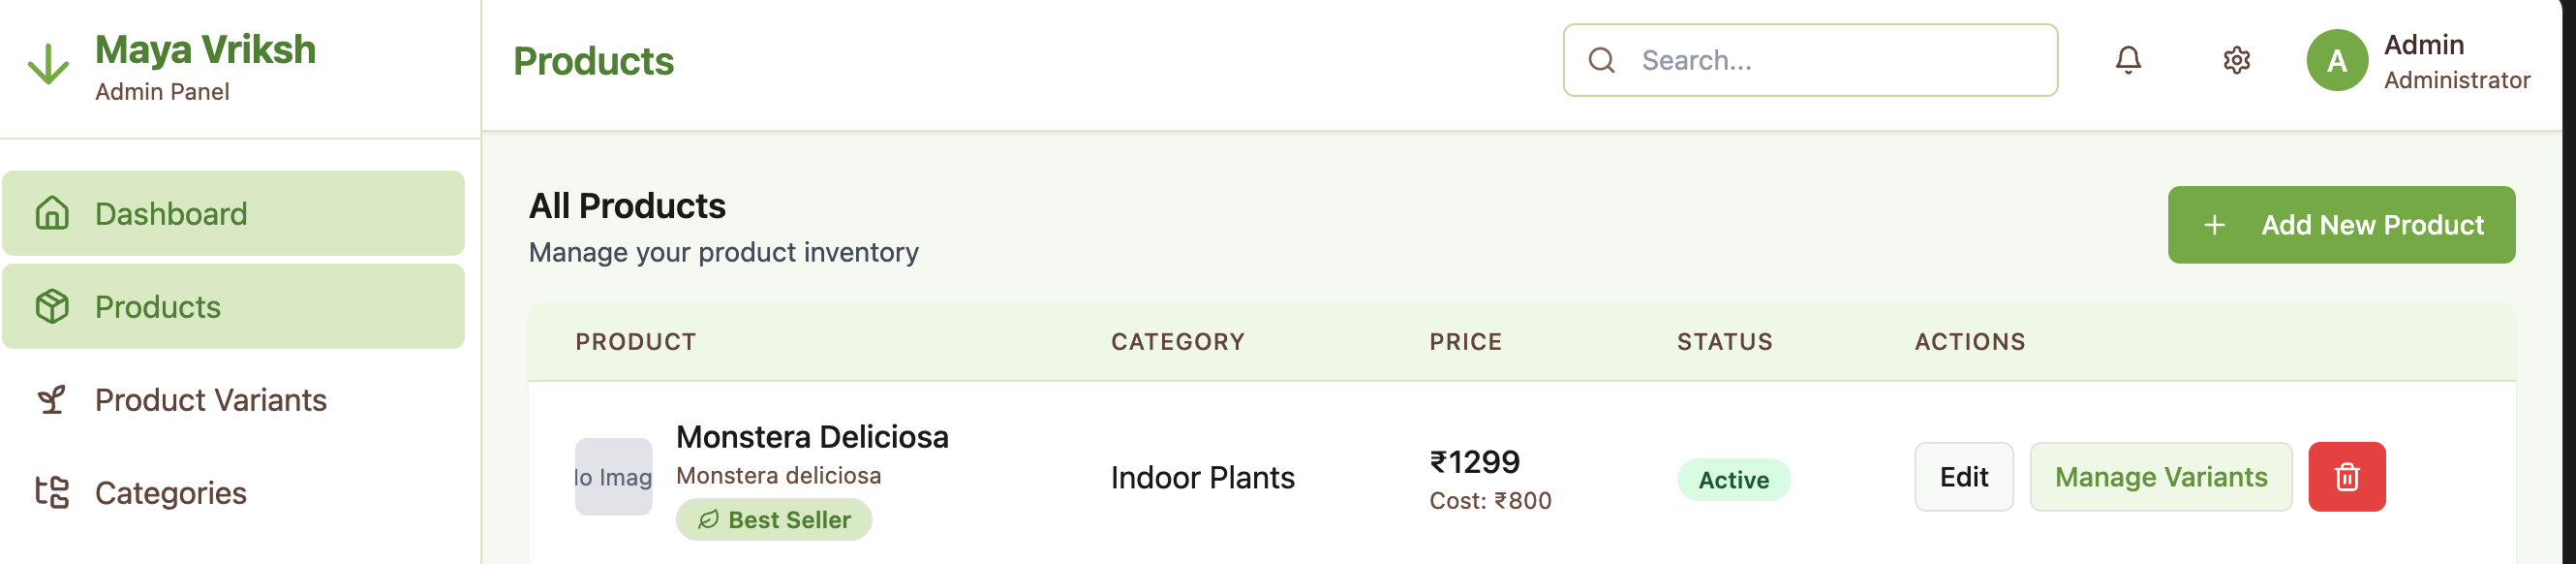 Maya Vriksh
Admin Panel
Dashboard
Products
Product Variants
Categories
Products
Search...
A
Admin
Administrator
All Products
Manage your product inventory
Add New Product
PRODUCT CATEGORY PRICE STATUS ACTIONS
lo Imag
Monstera Deliciosa
Monstera deliciosa
Best Seller
Indoor Plants
₹1299
Cost: ₹800
Active
Edit
Manage Variants